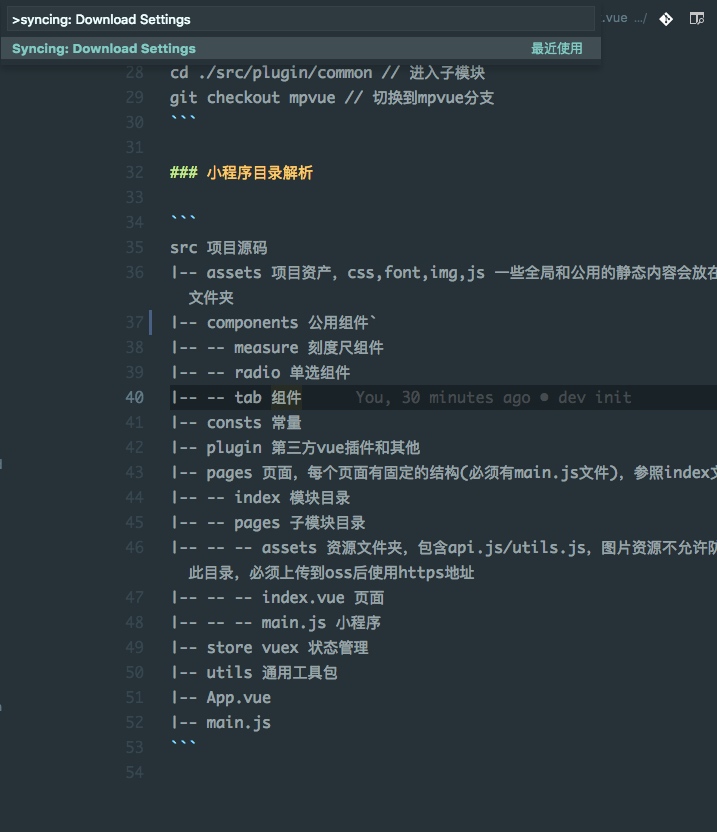 >syncing: Download Settings
.vue …/
Syncing: Download Settings 最近使用
28 cd ./src/plugin/common // 进入子模块
29 git checkout mpvue // 切换到mpvue分支
30 ```
31
32 ### 小程序目录解析
33
34 ```
35 src 项目源码
36 |-- assets 项目资产, css,font,img,js 一些全局和公用的静态内容会放在
文件夹
37 |-- components 公用组件`
38 |-- -- measure 刻度尺组件
39 |-- -- radio 单选组件
40 |-- -- tab 组件 You, 30 minutes ago • dev init
41 |-- consts 常量
42 |-- plugin 第三方vue插件和其他
43 |-- pages 页面, 每个页面有固定的结构(必须有main.js文件), 参照index文
44 |-- -- index 模块目录
45 |-- -- pages 子模块目录
46 |-- -- -- assets 资源文件夹, 包含api.js/utils.js, 图片资源不允许防
此目录, 必须上传到oss后使用https地址
47 |-- -- -- index.vue 页面
48 |-- -- -- main.js 小程序
49 |-- store vuex 状态管理
50 |-- utils 通用工具包
51 |-- App.vue
52 |-- main.js
53 ```
54